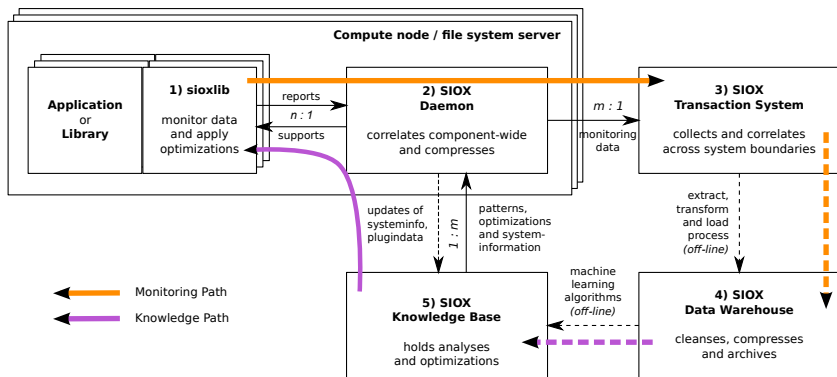 Compute node / file system server
Application
or
Library
1) sioxlib
monitor data
and apply
optimizations
reports
n : 1
supports
2) SIOX
Daemon
correlates component-wide
and compresses
m : 1
monitoring
data
3) SIOX
Transaction System
collects and correlates
across system boundaries
updates of
systeminfo,
plugindata
1 : m
patterns,
optimizations
and system-
information
extract,
transform
and load
process
(off-line)
Monitoring Path
Knowledge Path
5) SIOX
Knowledge Base
holds analyses
and optimizations
machine
learning
algorithms
(off-line)
4) SIOX
Data Warehouse
cleanses, compresses
and archives